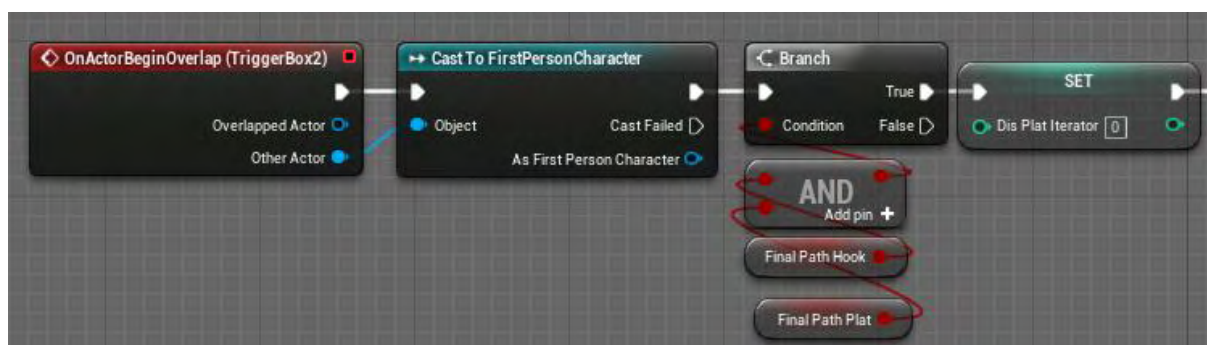 OnActorBeginOverlap (TriggerBox2)
Overlapped Actor
Other Actor
Cast To FirstPersonCharacter
Object
Cast Failed
As First Person Character
Branch
True
Condition
False
SET
Dis Plat Iterator 0
AND
Add pin +
Final Path Hook
Final Path Plat